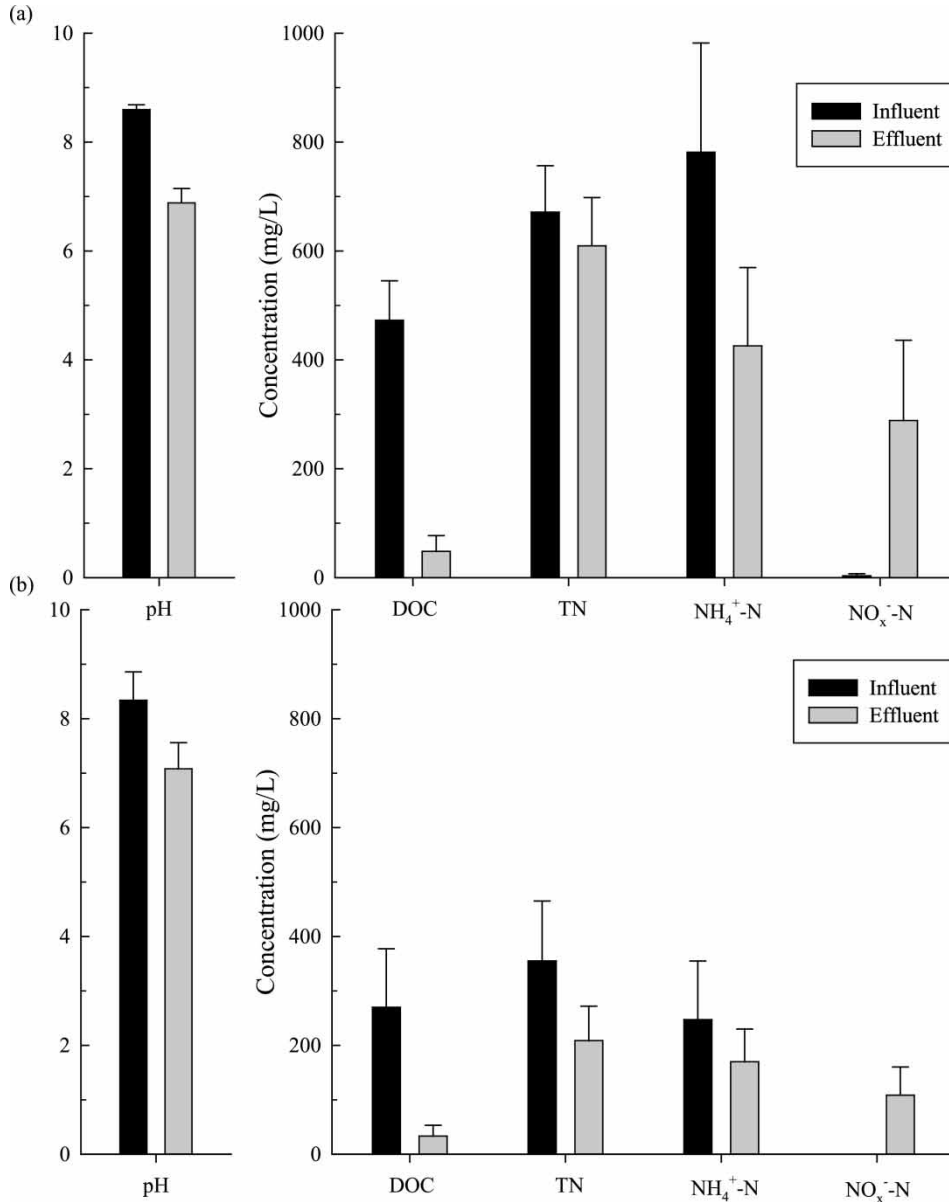 (a)
10
8
6
4
2
0
pH
Concentration (mg/L)
1000
800
600
400
200
0
DOC TN NH₄⁺-N NOₓ⁻-N
Influent
Effluent
(b)
10
8
6
4
2
0
pH
Concentration (mg/L)
1000
800
600
400
200
0
DOC TN NH₄⁺-N NOₓ⁻-N
Influent
Effluent